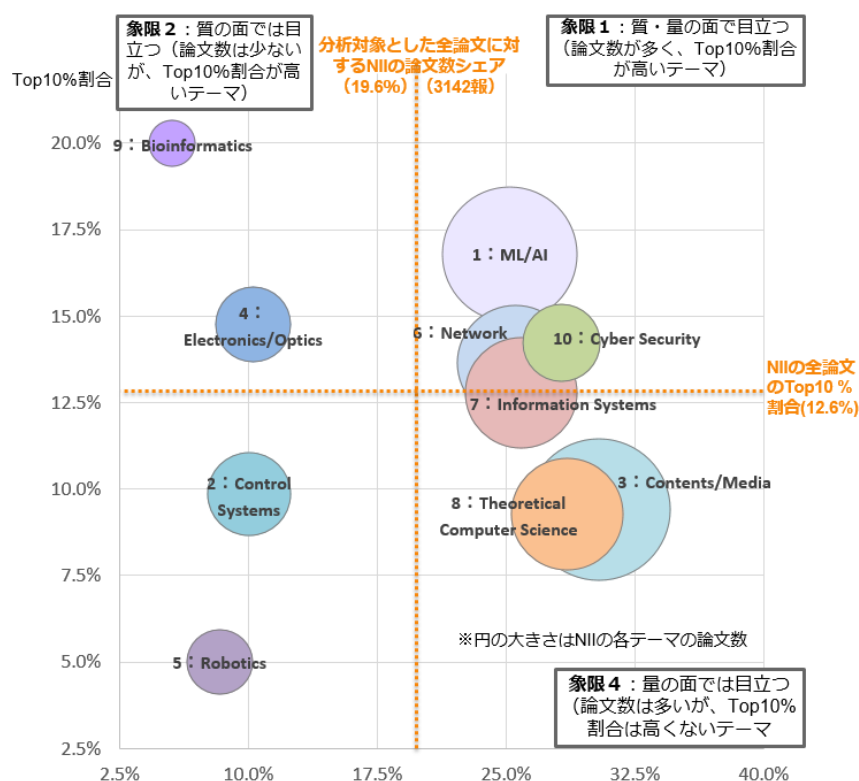 象限２：質の面では目
立つ（論文数は少ない
が、Top10%割合が高
いテーマ）
分析対象とした全論文に対
するNIIの論文数シェア
（19.6%）（3142報）
象限１：質・量の面で目立つ
（論文数が多く、Top10%割合
が高いテーマ）
Top10%割合
20.0%
17.5%
15.0%
12.5%
10.0%
7.5%
5.0%
2.5%
9：Bioinformatics
1：ML/AI
4：
Electronics/Optics
6：Network
10：Cyber Security
NIIの全論文
のTop10 %
割合(12.6%)
7：Information Systems
2：Control
Systems
3：Contents/Media
8：Theoretical
Computer Science
5：Robotics
※円の大きさはNIIの各テーマの論文数
象限４：量の面では目立つ
（論文数は多いが、Top10%
割合は高くないテーマ
2.5%
10.0%
17.5%
25.0%
32.5%
40.0%